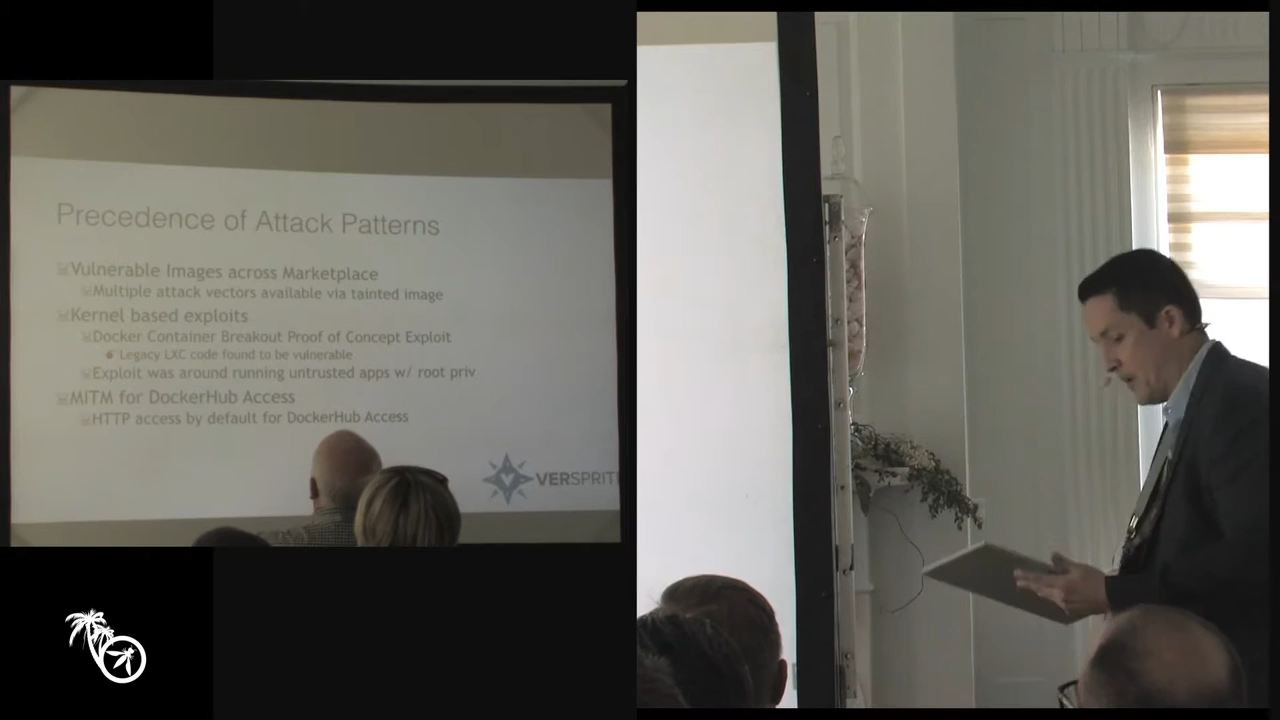 Precedence of Attack Patterns
Vulnerable Images across Marketplace
Multiple attack vectors available via tainted image
Kernel based exploits
Docker Container Breakout Proof of Concept Exploit
Legacy LXC code found to be vulnerable
Exploit was around running untrusted apps w/ root priv
MITM for DockerHub Access
HTTP access by default for DockerHub Access
VERSPRIT